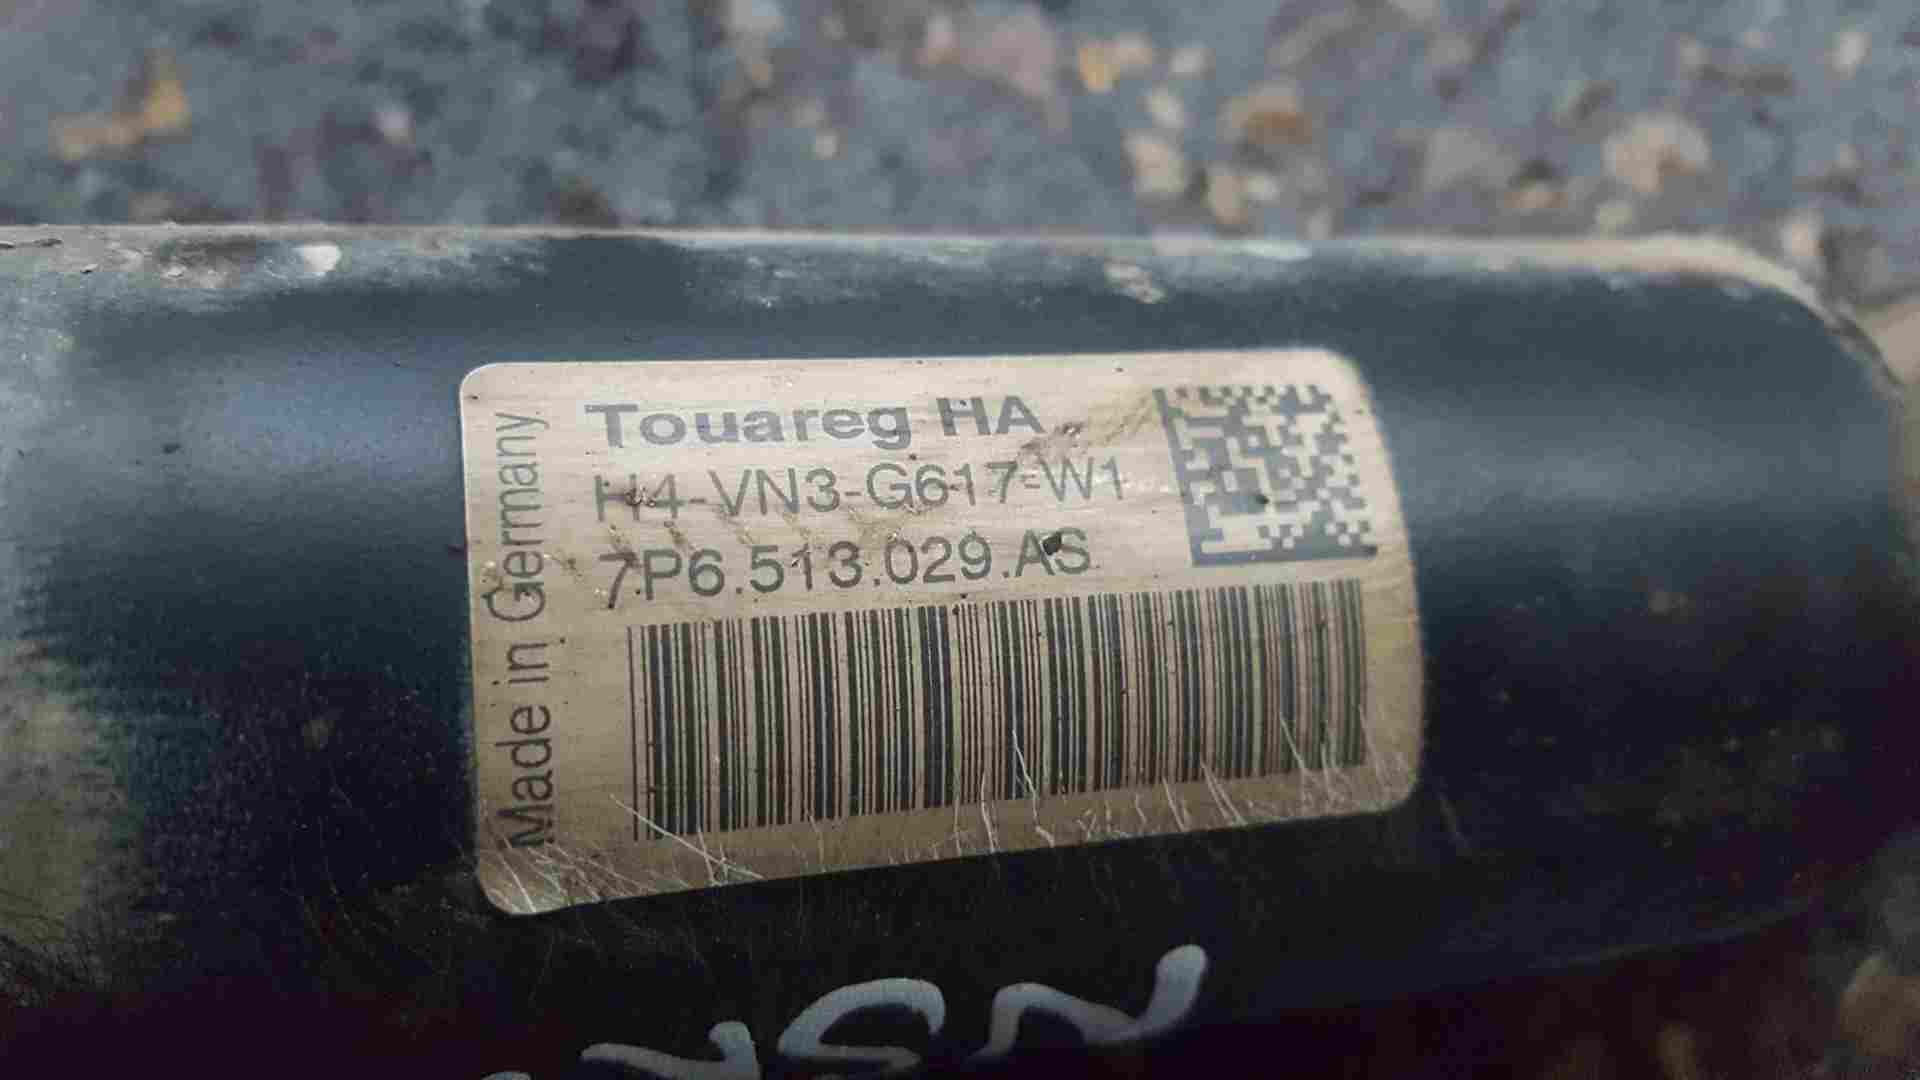 Touareg HA
H4-VN3-G617-W1
7P6.513.029.AS
Made in Germany